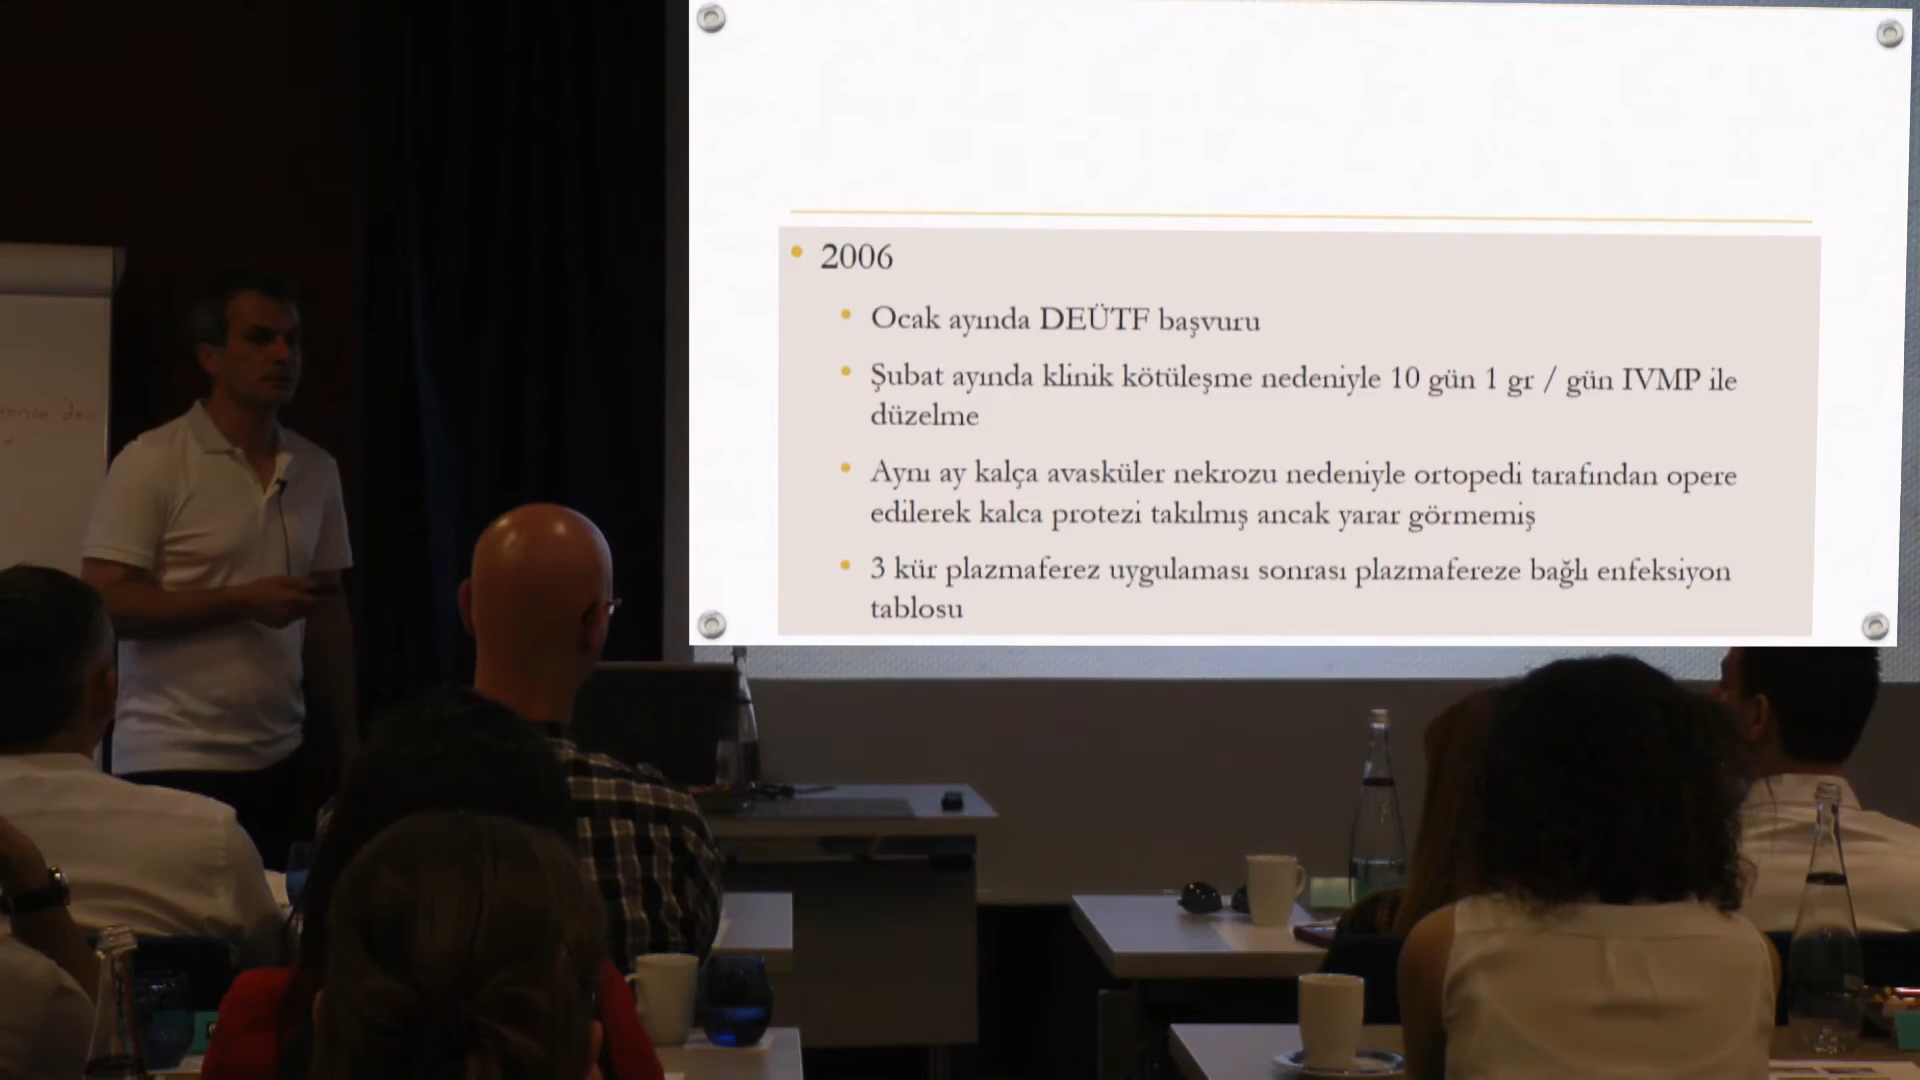 2006
Ocak ayında DEÜTF başvuru
Şubat ayında klinik kötüleşme nedeniyle 10 gün 1 gr / gün IVMP ile
düzelme
Aynı ay kalça avasküler nekrozu nedeniyle ortopedi tarafından opere
edilerek kalca protezi takılmış ancak yarar görmemiş
3 kür plazmaferez uygulaması sonrası plazmafereze bağlı enfeksiyon
tablosu